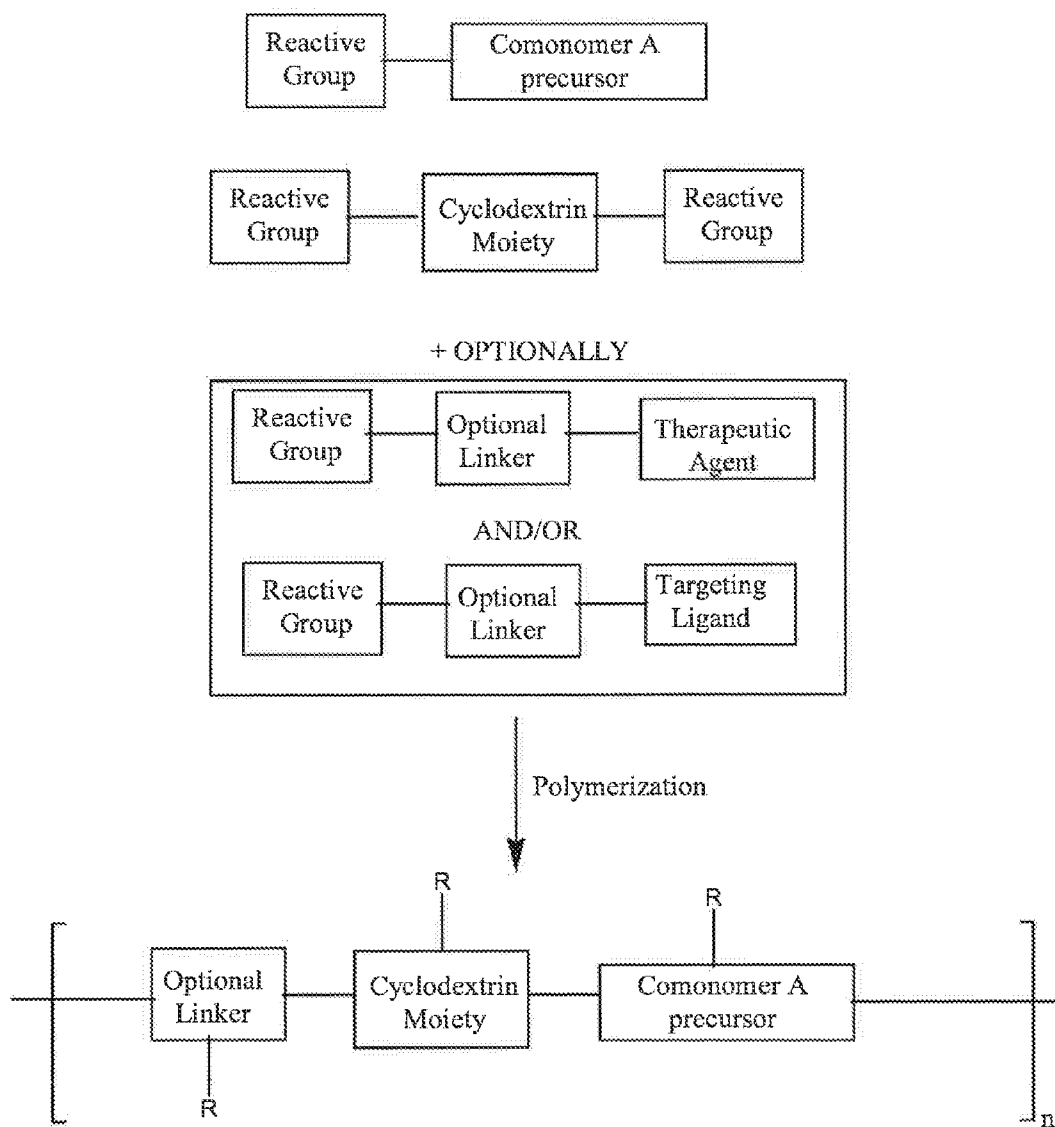 Reactive
Group
Comonomer A
precursor
Reactive
Group
Cyclodextrin
Moiety
Reactive
Group
+ OPTIONALLY
Reactive
Group
Optional
Linker
Therapeutic
Agent
AND/OR
Reactive
Group
Optional
Linker
Targeting
Ligand
Polymerization
R
R
Optional
Linker
Cyclodextrin
Moiety
Comonomer A
precursor
R
n